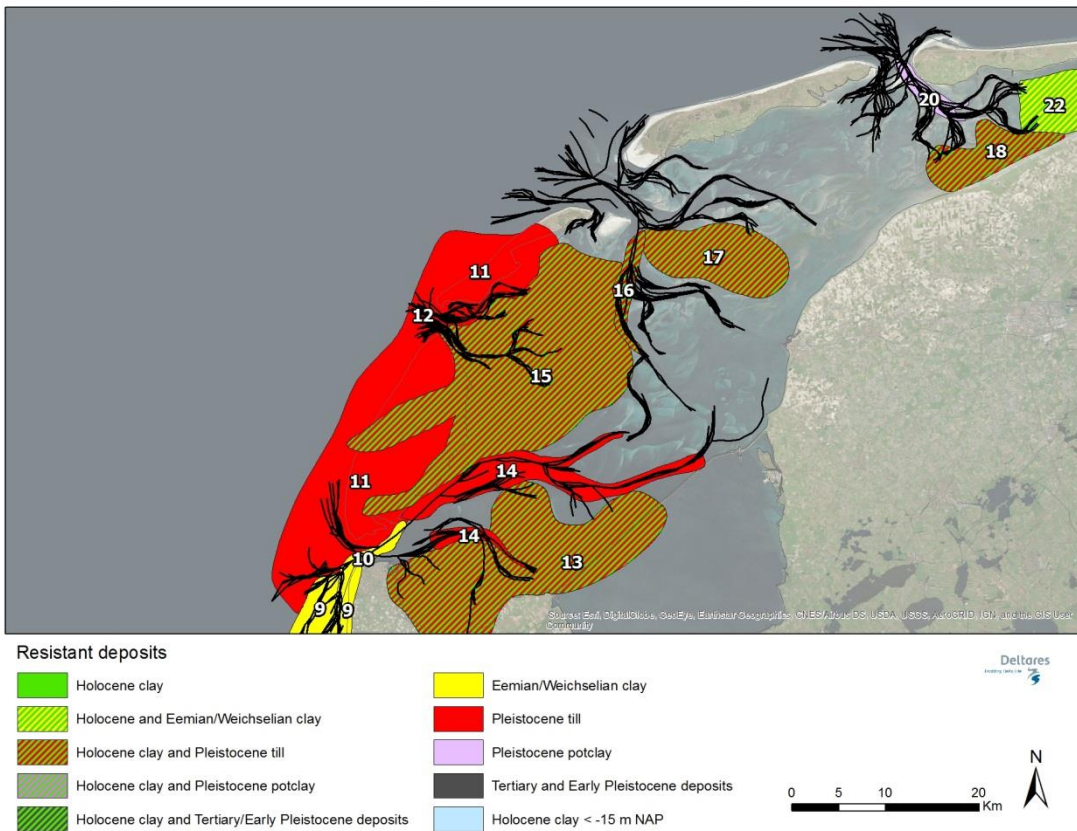 20
22
18
11
17
16
12
15
11
14
14
10
13
9 9
Source: Esri, DigitalGlobe, GeoEye, Earthstar Geographics, CNES/Airbus DS, USDA, USGS, AeroGRID, IGN, and the GIS User
Community
Resistant deposits
Deltares
Holocene clay
Eemian/Weichselian clay
Holocene and Eemian/Weichselian clay
Pleistocene till
Holocene clay and Pleistocene till
Pleistocene potclay
Holocene clay and Pleistocene potclay
Tertiary and Early Pleistocene deposits
Holocene clay and Tertiary/Early Pleistocene deposits
Holocene clay < -15 m NAP
N
0 5 10 20
Km